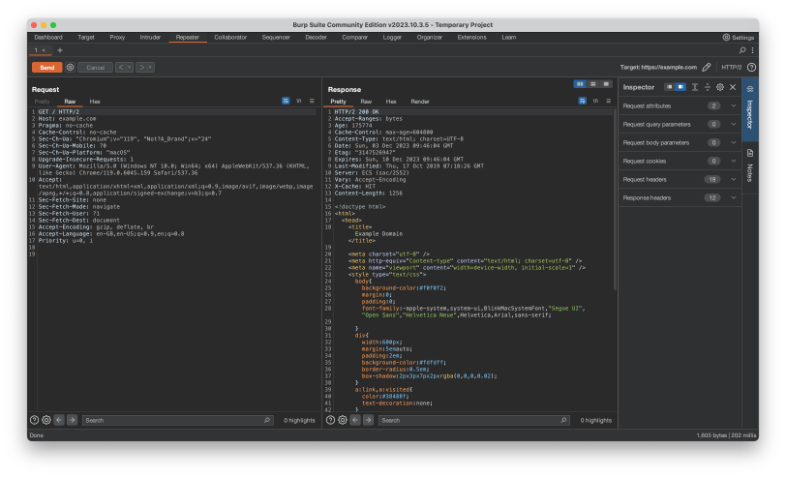 Burp Suite Community Edition v2023.10.3.5 - Temporary Project
Dashboard Target Proxy Intruder Repeater Collaborator Sequencer Decoder Comparer Logger Organizer Extensions Learn Settings
1 × +
Send Cancel < >
Target: https://example.com HTTP/2
Request
Pretty Raw Hex
1 GET / HTTP/2
2 Host: example.com
3 Pragma: no-cache
4 Cache-Control: no-cache
5 Sec-Ch-Ua: "Chromium";v="119", "Not?A_Brand";v="24"
6 Sec-Ch-Ua-Mobile: ?0
7 Sec-Ch-Ua-Platform: "macOS"
8 Upgrade-Insecure-Requests: 1
9 User-Agent: Mozilla/5.0 (Windows NT 10.0; Win64; x64) AppleWebKit/537.36 (KHTML,
like Gecko) Chrome/119.0.6045.159 Safari/537.36
10 Accept:
text/html,application/xhtml+xml,application/xml;q=0.9,image/avif,image/webp,image
/apng,*/*;q=0.8,application/signed-exchange;v=b3;q=0.7
11 Sec-Fetch-Site: none
12 Sec-Fetch-Mode: navigate
13 Sec-Fetch-User: ?1
14 Sec-Fetch-Dest: document
15 Accept-Encoding: gzip, deflate, br
16 Accept-Language: en-GB,en-US;q=0.9,en;q=0.8
17 Priority: u=0, i
18
19
Search 0 highlights
Response
Pretty Raw Hex Render
1 HTTP/2 200 OK
2 Accept-Ranges: bytes
3 Age: 175774
4 Cache-Control: max-age=604800
5 Content-Type: text/html; charset=UTF-8
6 Date: Sun, 03 Dec 2023 09:46:04 GMT
7 Etag: "3147526947"
8 Expires: Sun, 10 Dec 2023 09:46:04 GMT
9 Last-Modified: Thu, 17 Oct 2019 07:18:26 GMT
10 Server: ECS (sac/2552)
11 Vary: Accept-Encoding
12 X-Cache: HIT
13 Content-Length: 1256
14
15 <!doctype html>
16 <html>
17 <head>
18 <title>
Example Domain
</title>
19
20 <meta charset="utf-8" />
21 <meta http-equiv="Content-type" content="text/html; charset=utf-8" />
22 <meta name="viewport" content="width=device-width, initial-scale=1" />
23 <style type="text/css">
24 body{
25 background-color:#f0f0f2;
26 margin:0;
27 padding:0;
28 font-family:-apple-system,system-ui,BlinkMacSystemFont,"Segoe UI",
"Open Sans","Helvetica Neue",Helvetica,Arial,sans-serif;
29
30 }
31 div{
32 width:600px;
33 margin:5emauto;
34 padding:2em;
35 background-color:#fdfdff;
36 border-radius:0.5em;
37 box-shadow:2px3px7px2pxrgba(0,0,0,0.02);
38 }
39 a:link,a:visited{
40 color:#38488f;
41 text-decoration:none;
42 }
Search 0 highlights
Inspector
Request attributes 2
Request query parameters 0
Request body parameters 0
Request cookies 0
Request headers 19
Response headers 12
Inspector
Notes
Done
1,605 bytes | 202 millis